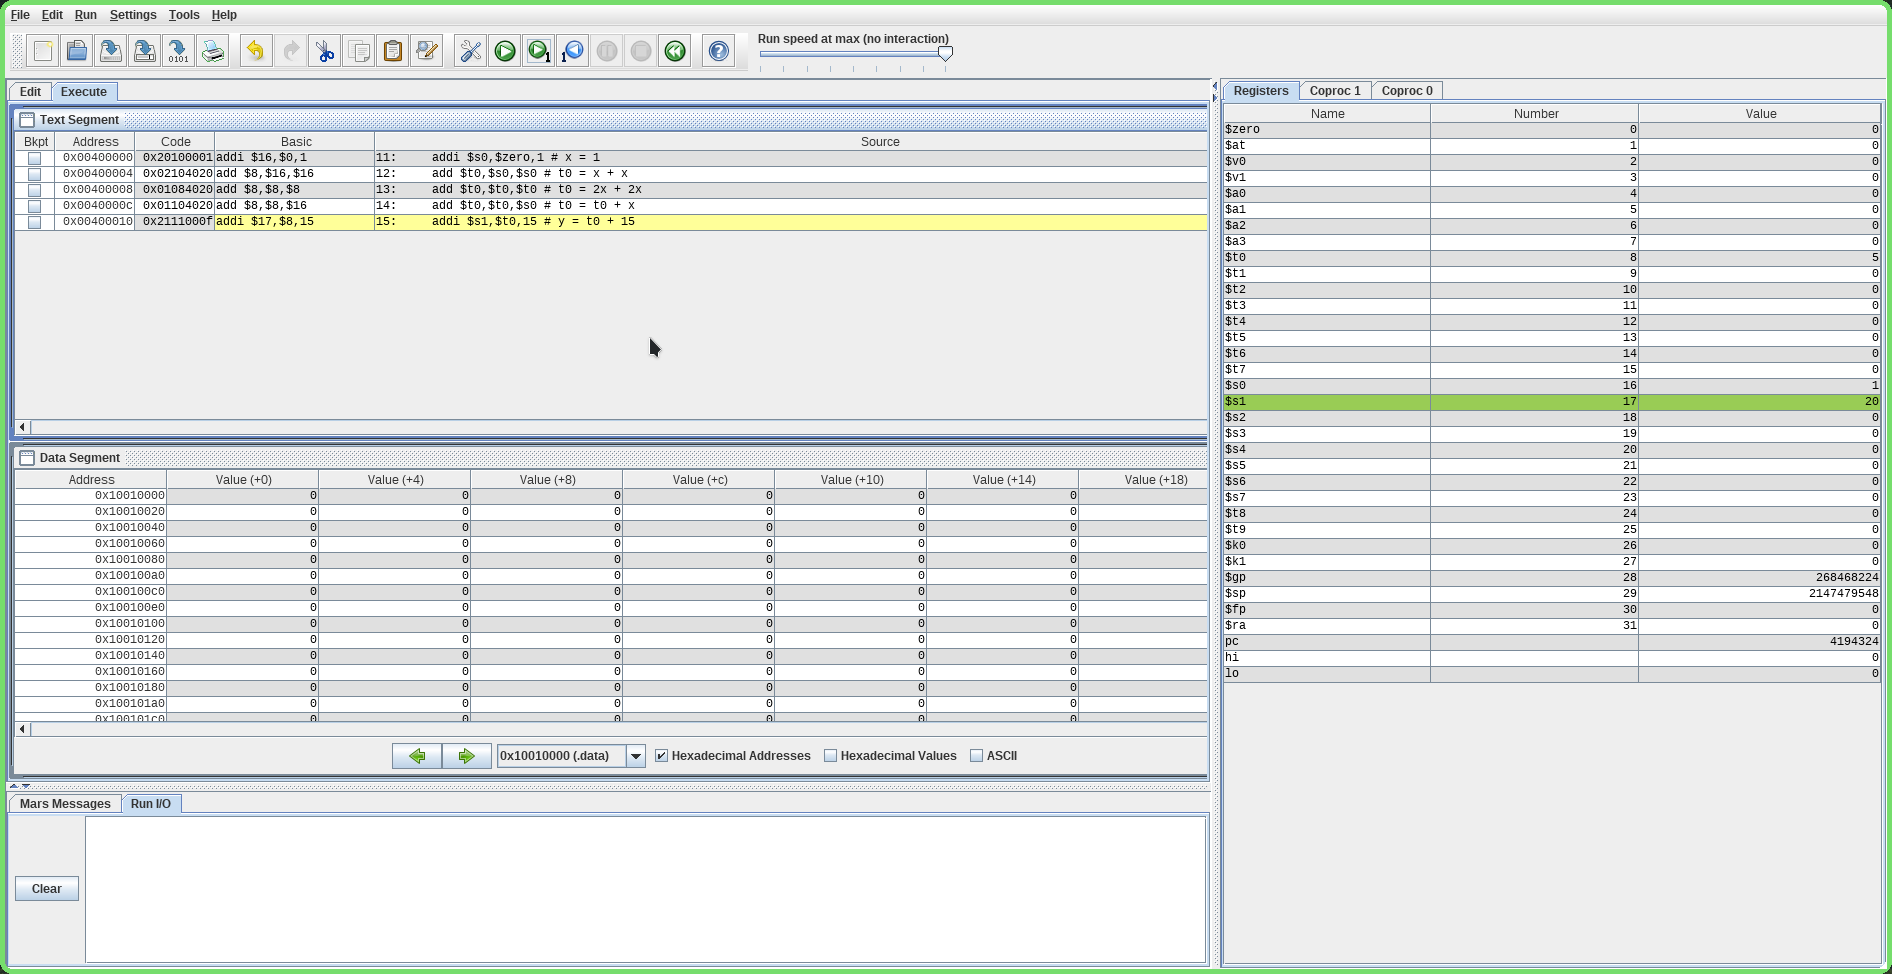 File Edit Run Settings Tools Help
0101
1
1
Run speed at max (no interaction)
Edit Execute
Text Segment
Bkpt Address Code Basic Source
0x00400000 0x20100001 addi $16,$0,1 11: addi $s0,$zero,1 # x = 1
0x00400004 0x02104020 add $8,$16,$16 12: add $t0,$s0,$s0 # t0 = x + x
0x00400008 0x01084020 add $8,$8,$8 13: add $t0,$t0,$t0 # t0 = 2x + 2x
0x0040000c 0x01104020 add $8,$8,$16 14: add $t0,$t0,$s0 # t0 = t0 + x
0x00400010 0x2111000f addi $17,$8,15 15: addi $s1,$t0,15 # y = t0 + 15
Data Segment
Address Value (+0) Value (+4) Value (+8) Value (+c) Value (+10) Value (+14) Value (+18)
0x10010000 0 0 0 0 0 0
0x10010020 0 0 0 0 0 0
0x10010040 0 0 0 0 0 0
0x10010060 0 0 0 0 0 0
0x10010080 0 0 0 0 0 0
0x100100a0 0 0 0 0 0 0
0x100100c0 0 0 0 0 0 0
0x100100e0 0 0 0 0 0 0
0x10010100 0 0 0 0 0 0
0x10010120 0 0 0 0 0 0
0x10010140 0 0 0 0 0 0
0x10010160 0 0 0 0 0 0
0x10010180 0 0 0 0 0 0
0x100101a0 0 0 0 0 0 0
0x100101c0 0 0 0 0 0 0
0x10010000 (.data) Hexadecimal Addresses Hexadecimal Values ASCII
Mars Messages Run I/O
Clear
Registers Coproc 1 Coproc 0
Name Number Value
$zero 0 0
$at 1 0
$v0 2 0
$v1 3 0
$a0 4 0
$a1 5 0
$a2 6 0
$a3 7 0
$t0 8 5
$t1 9 0
$t2 10 0
$t3 11 0
$t4 12 0
$t5 13 0
$t6 14 0
$t7 15 0
$s0 16 1
$s1 17 20
$s2 18 0
$s3 19 0
$s4 20 0
$s5 21 0
$s6 22 0
$s7 23 0
$t8 24 0
$t9 25 0
$k0 26 0
$k1 27 0
$gp 28 268468224
$sp 29 2147479548
$fp 30 0
$ra 31 0
pc 4194324
hi 0
lo 0